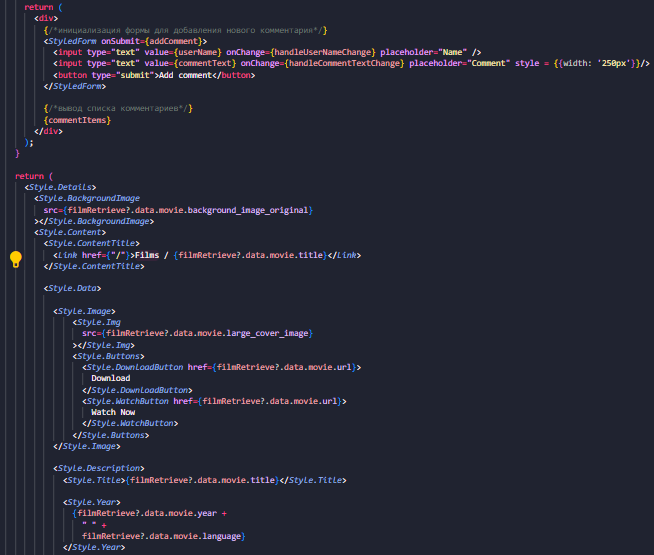 return (
<div>
{/*инициализация формы для добавления нового комментария*/}
<StyledForm onSubmit={addComment}>
<input type="text" value={userName} onChange={handleUserNameChange} placeholder="Name" />
<input type="text" value={commentText} onChange={handleCommentTextChange} placeholder="Comment" style = {{width: '250px'}}/>
<button type="submit">Add comment</button>
</StyledForm>
{/*вывод списка комментариев*/}
{commentItems}
</div>
);
}
return (
<Style.Details>
<Style.BackgroundImage
src={filmRetrieve?.data.movie.background_image_original}
></Style.BackgroundImage>
<Style.Content>
<Style.ContentTitle>
<Link href={"/"}>Films / {filmRetrieve?.data.movie.title}</Link>
</Style.ContentTitle>
<Style.Data>
<Style.Image>
<Style.Img
src={filmRetrieve?.data.movie.large_cover_image}
></Style.Img>
<Style.Buttons>
<Style.DownloadButton href={filmRetrieve?.data.movie.url}>
Download
</Style.DownloadButton>
<Style.WatchButton href={filmRetrieve?.data.movie.url}>
Watch Now
</Style.WatchButton>
</Style.Buttons>
</Style.Image>
<Style.Description>
<Style.Title>{filmRetrieve?.data.movie.title}</Style.Title>
<Style.Year>
{filmRetrieve?.data.movie.year +
" " +
filmRetrieve?.data.movie.language}
</Style.Year>